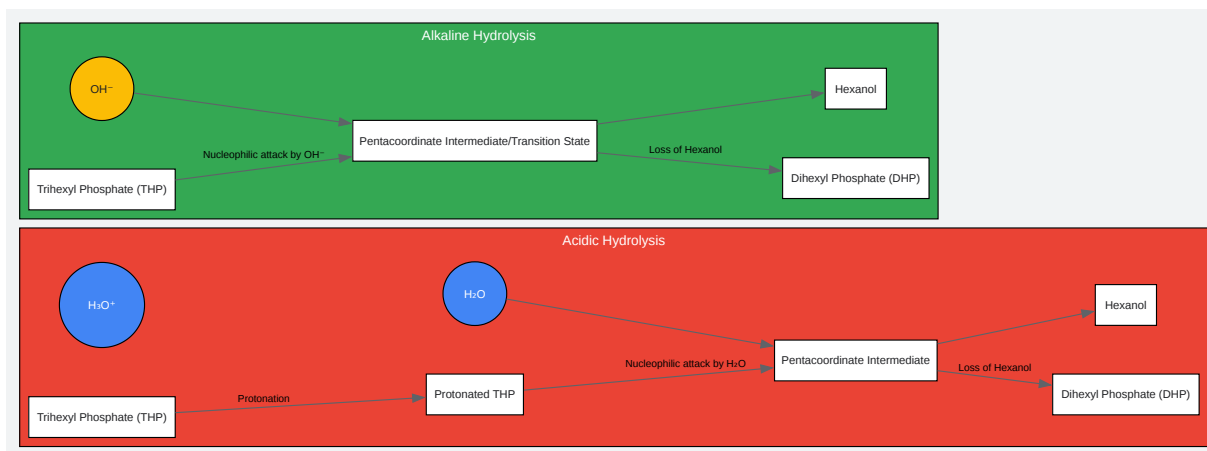 Alkaline Hydrolysis
OH⁻
Hexanol
Pentacoordinate Intermediate/Transition State
Nucleophilic attack by OH⁻
Loss of Hexanol
Trihexyl Phosphate (THP)
Dihexyl Phosphate (DHP)
Acidic Hydrolysis
H₃O⁺
H₂O
Hexanol
Pentacoordinate Intermediate
Nucleophilic attack by H₂O
Loss of Hexanol
Protonated THP
Dihexyl Phosphate (DHP)
Protonation
Trihexyl Phosphate (THP)